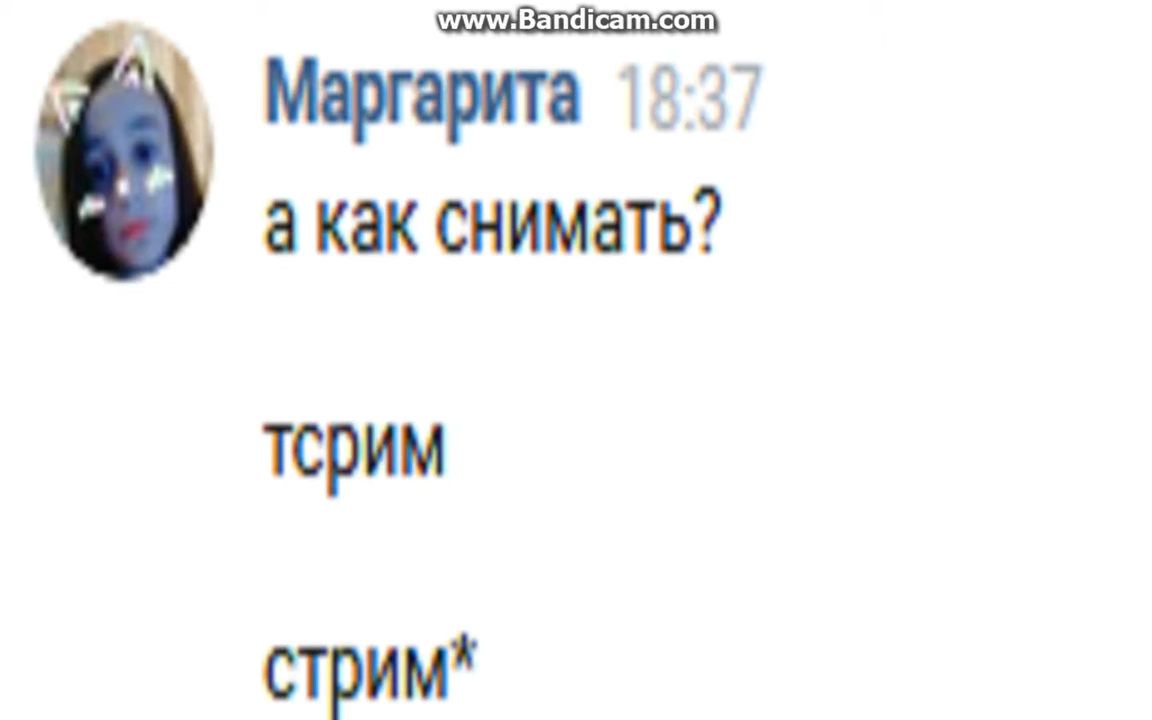 www.Bandicam.com
Маргарита 18:37
а как снимать?
тсрим
стрим*